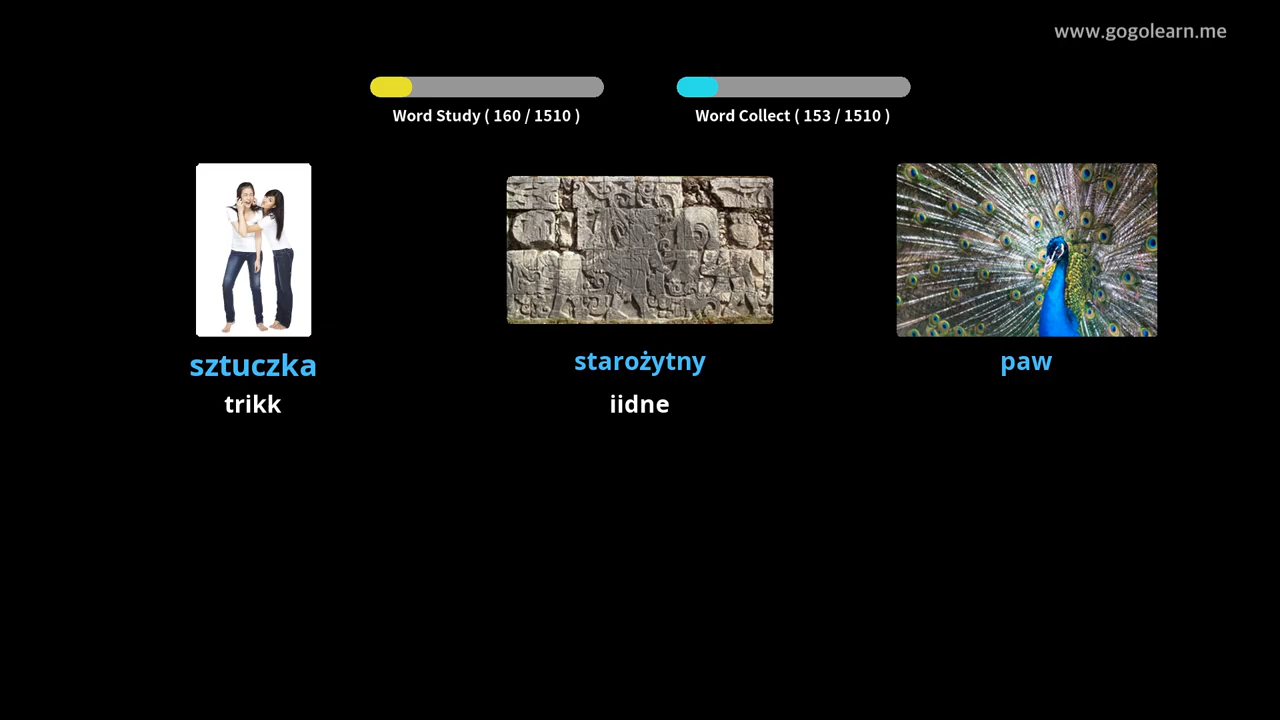 www.gogolearn.me
Word Study ( 160 / 1510 )
Word Collect ( 153 / 1510 )
sztuczka
starożytny
paw
trikk
iidne